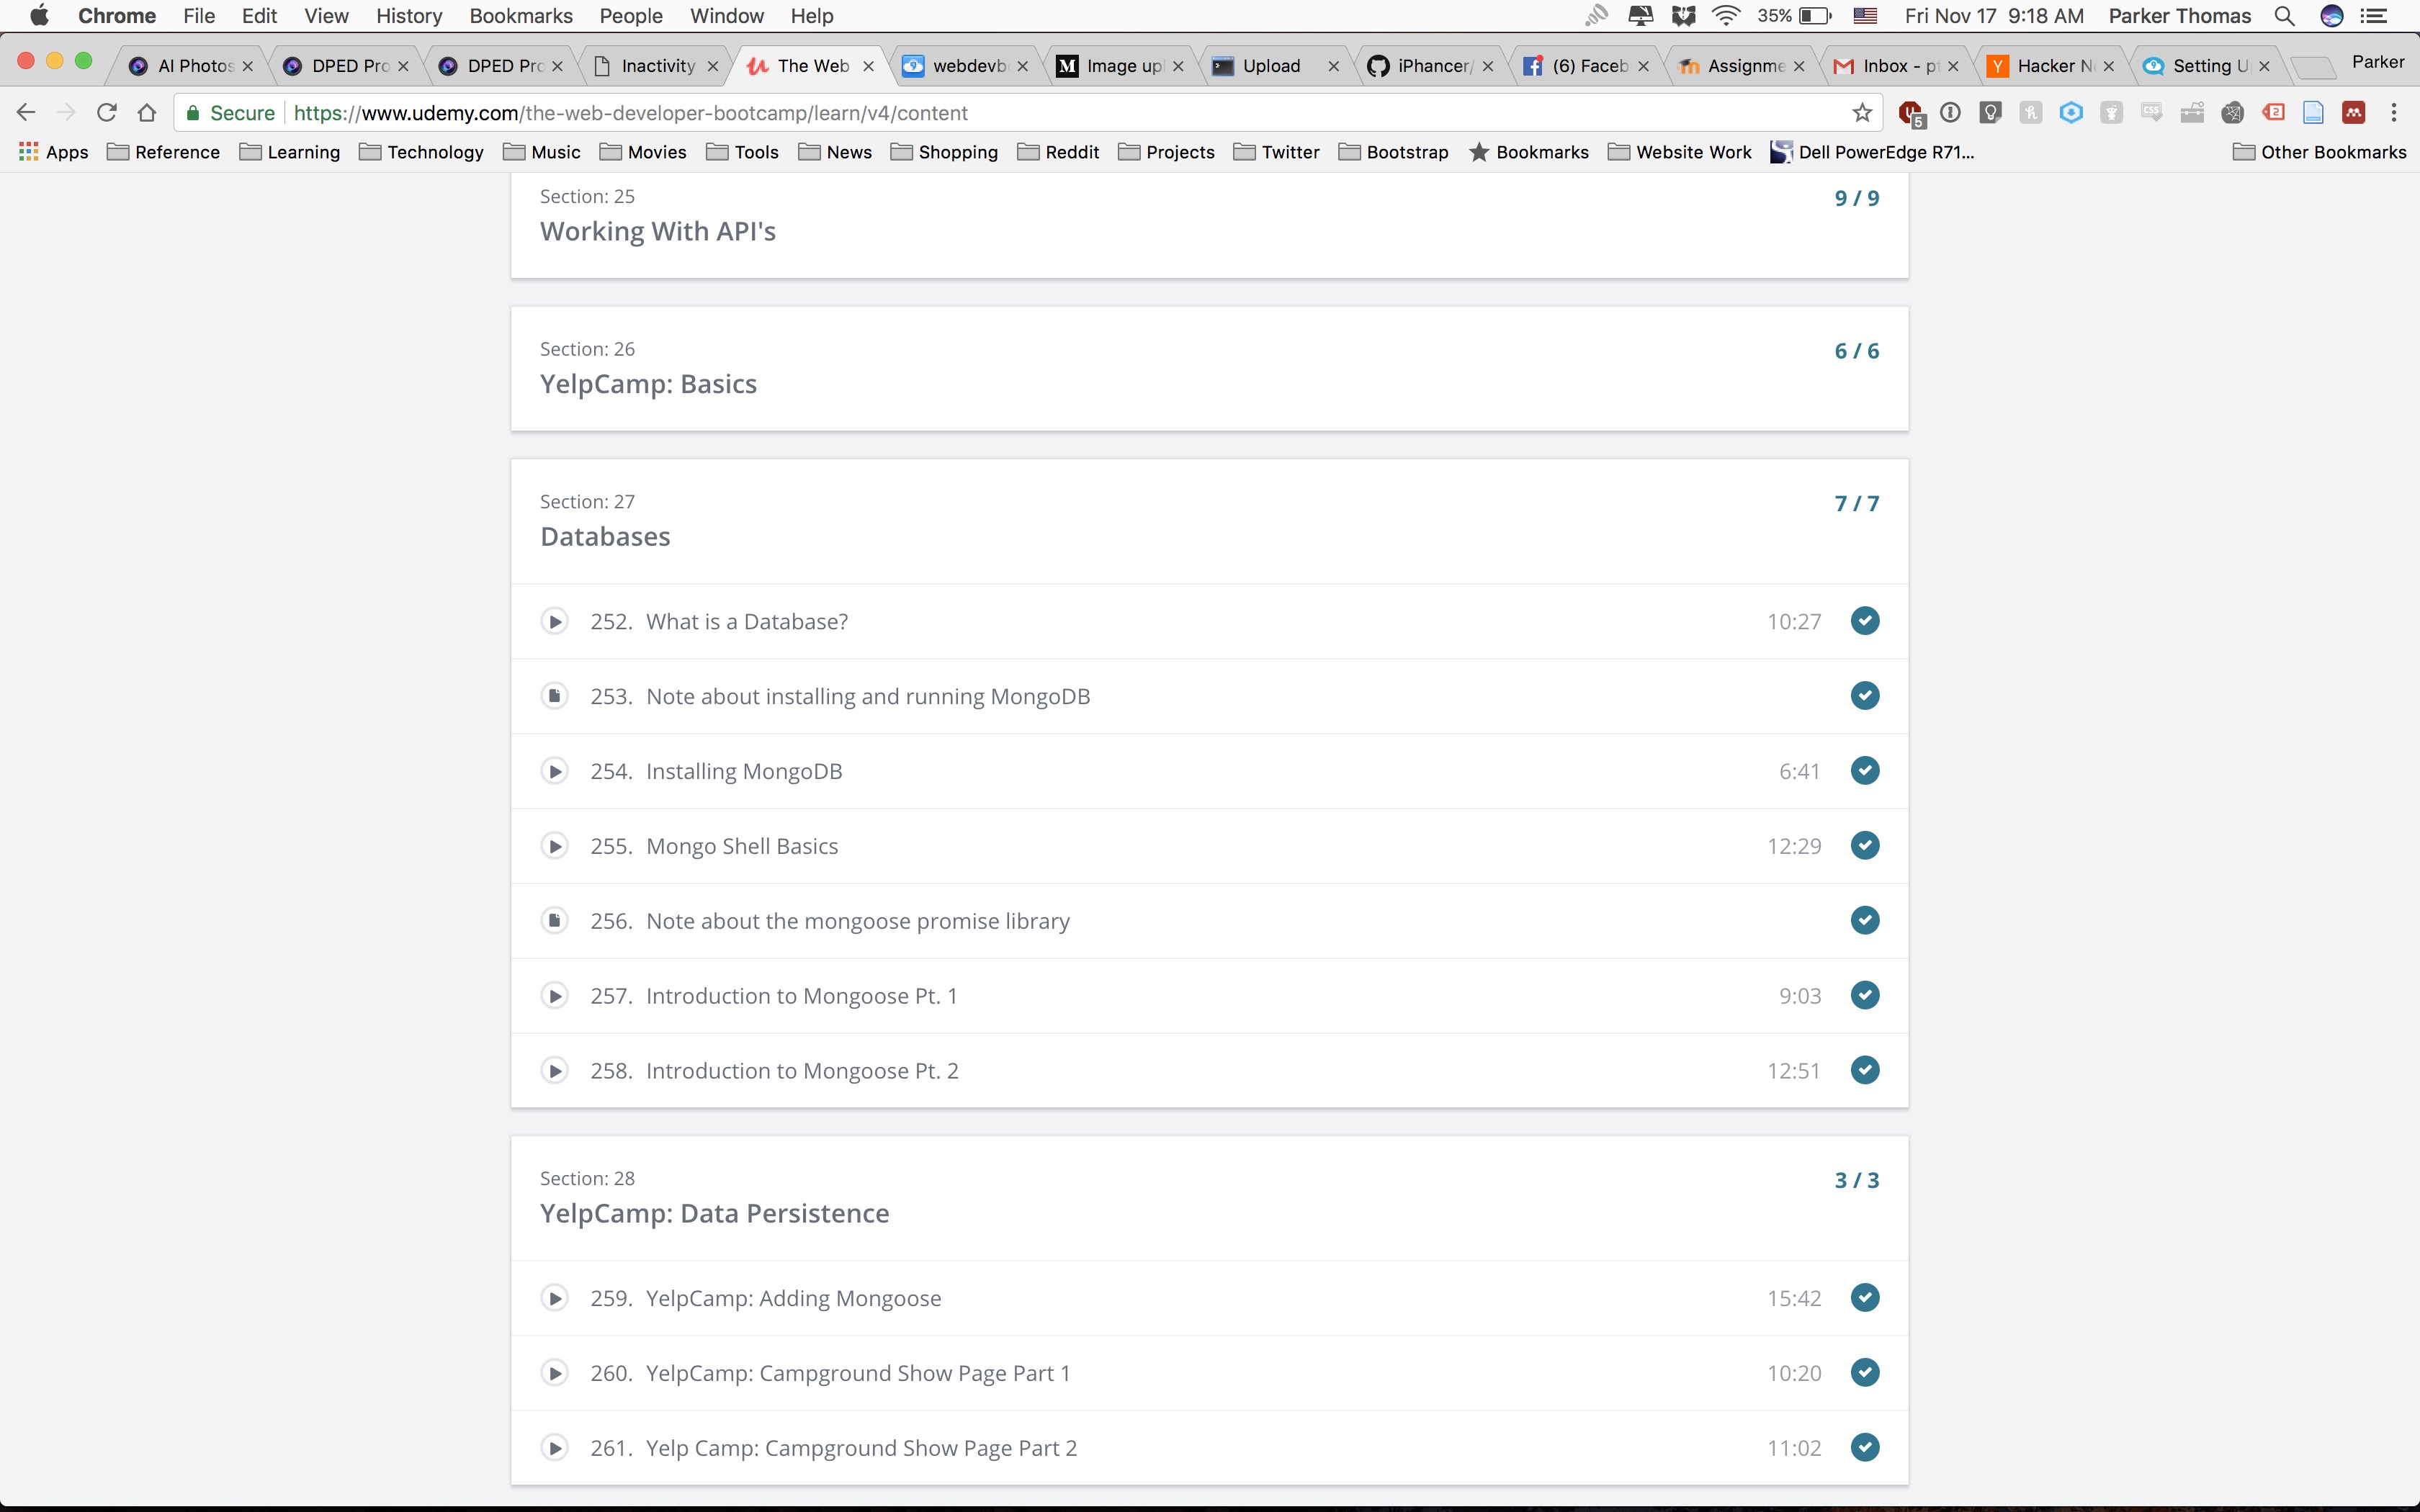 Chrome File Edit View History Bookmarks People Window Help 35% Fri Nov 17 9:18 AM Parker Thomas
AI Photos DPED Pro DPED Pro Inactivity The Web webdevb M Image up Upload iPhancer/ (6) Faceb Assignme Inbox - pt Y Hacker N Setting U Parker
Secure https://www.udemy.com/the-web-developer-bootcamp/learn/v4/content 5 CSS 2
Apps Reference Learning Technology Music Movies Tools News Shopping Reddit Projects Twitter Bootstrap Bookmarks Website Work Dell PowerEdge R71... Other Bookmarks
Section: 25 9 / 9
Working With API's
Section: 26 6 / 6
YelpCamp: Basics
Section: 27 7 / 7
Databases
252. What is a Database? 10:27
253. Note about installing and running MongoDB
254. Installing MongoDB 6:41
255. Mongo Shell Basics 12:29
256. Note about the mongoose promise library
257. Introduction to Mongoose Pt. 1 9:03
258. Introduction to Mongoose Pt. 2 12:51
Section: 28 3 / 3
YelpCamp: Data Persistence
259. YelpCamp: Adding Mongoose 15:42
260. YelpCamp: Campground Show Page Part 1 10:20
261. Yelp Camp: Campground Show Page Part 2 11:02